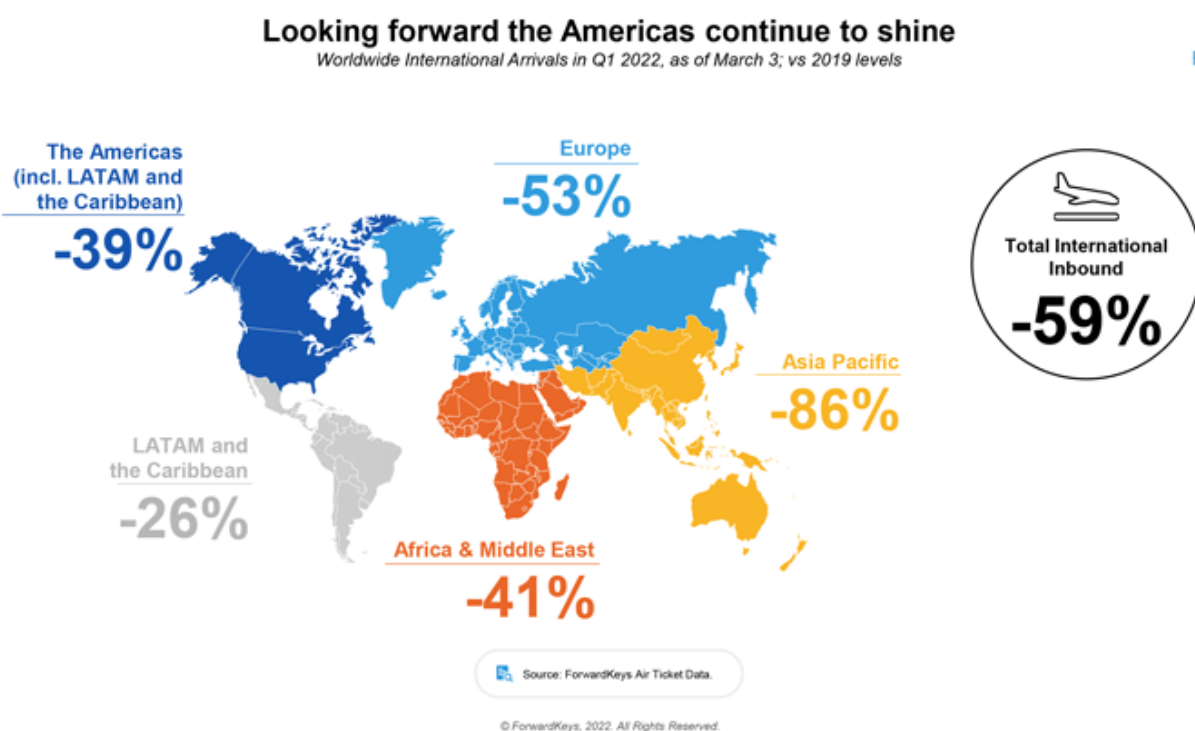 Looking forward the Americas continue to shine
Worldwide International Arrivals in Q1 2022, as of March 3; vs 2019 levels
The Americas
(incl. LATAM and
the Caribbean)
-39%
Europe
-53%
Total International
Inbound
-59%
Asia Pacific
-86%
LATAM and
the Caribbean
-26%
Africa & Middle East
-41%
Source: ForwardKeys Air Ticket Data.
© ForwardKeys, 2022. All Rights Reserved.